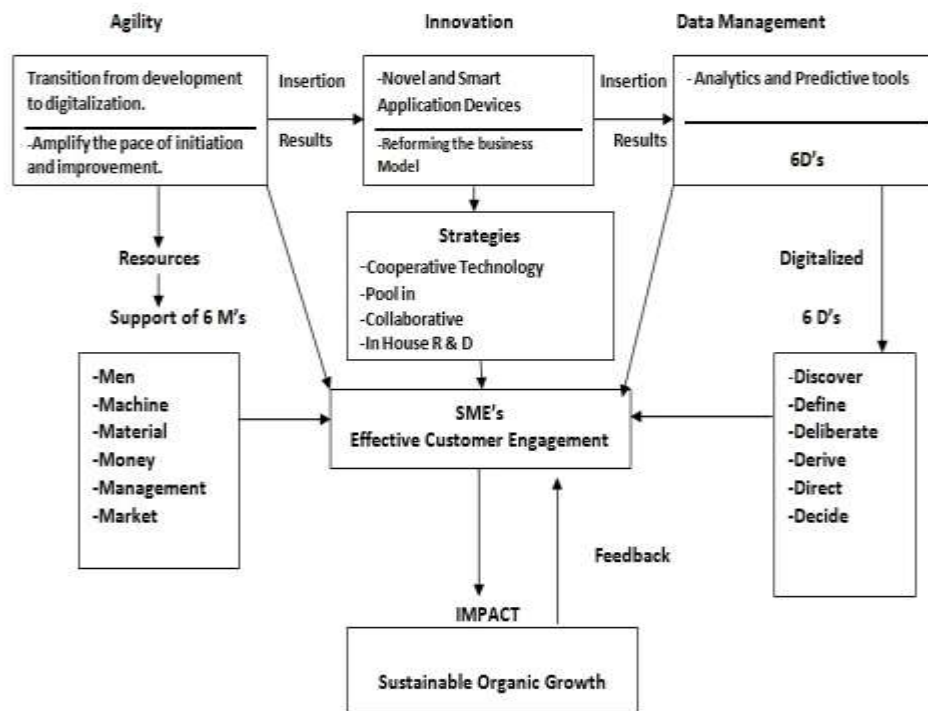 Agility
Innovation
Data Management
Transition from development
to digitalization.
-Amplify the pace of initiation
and improvement.
Insertion
Results
-Novel and Smart
Application Devices
-Reforming the business
Model
Insertion
Results
- Analytics and Predictive tools
6D's
Resources
Support of 6 M's
Strategies
-Cooperative Technology
-Pool in
-Collaborative
-In House R & D
Digitalized
6 D's
-Men
-Machine
-Material
-Money
-Management
-Market
SME's
Effective Customer Engagement
-Discover
-Define
-Deliberate
-Derive
-Direct
-Decide
Feedback
IMPACT
Sustainable Organic Growth